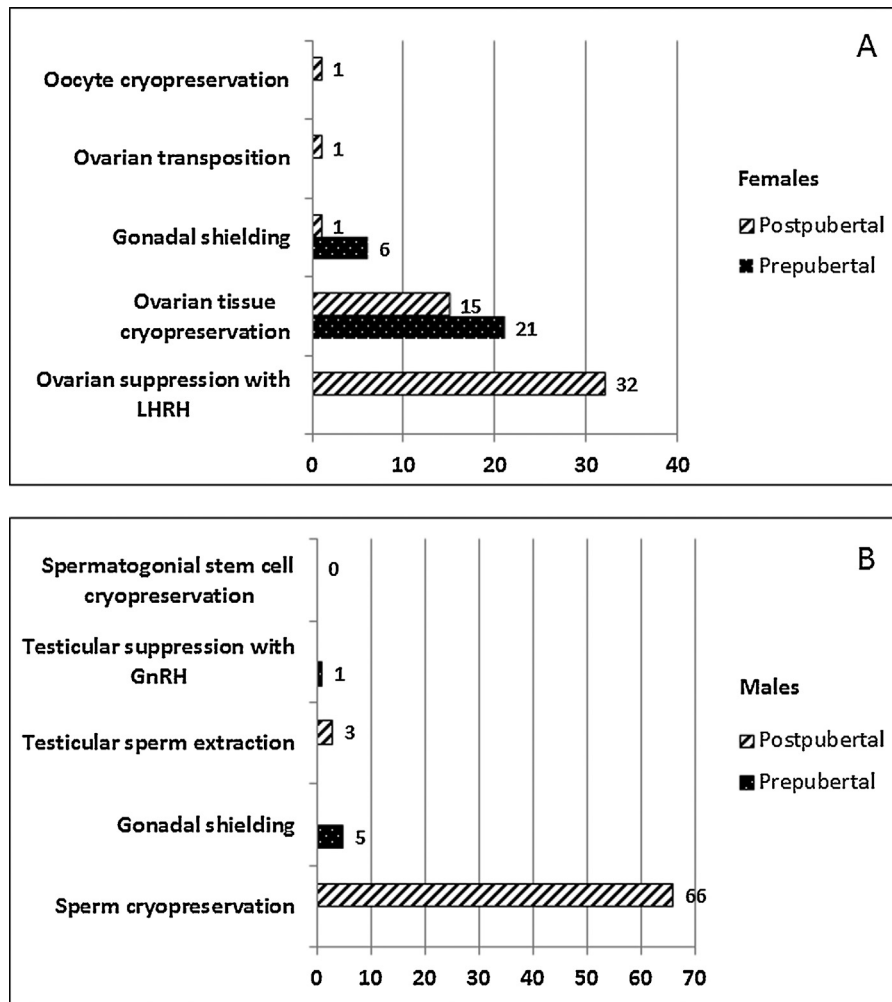 A
Oocyte cryopreservation
1
Ovarian transposition
1
Females
Gonadal shielding
1
6
Postpubertal
Prepubertal
Ovarian tissue
cryopreservation
15
21
Ovarian suppression with
LHRH
32
0 10 20 30 40
B
Spermatogonial stem cell
cryopreservation
0
Testicular suppression with
GnRH
1
Males
Testicular sperm extraction
3
Postpubertal
Prepubertal
Gonadal shielding
5
Sperm cryopreservation
66
0 10 20 30 40 50 60 70